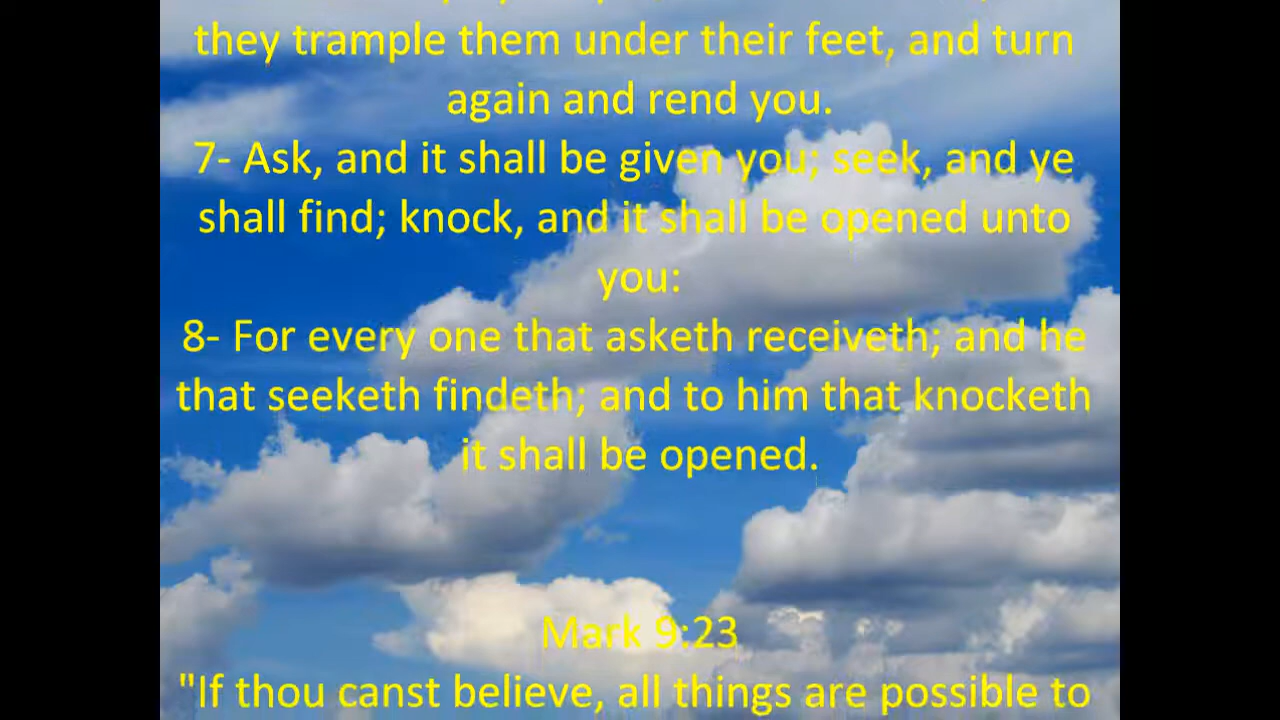 they trample them under their feet, and turn
again and rend you.
7- Ask, and it shall be given you; seek, and ye
shall find; knock, and it shall be opened unto
you:
8- For every one that asketh receiveth; and he
that seeketh findeth; and to him that knocketh
it shall be opened.
Mark 9:23
"If thou canst believe, all things are possible to